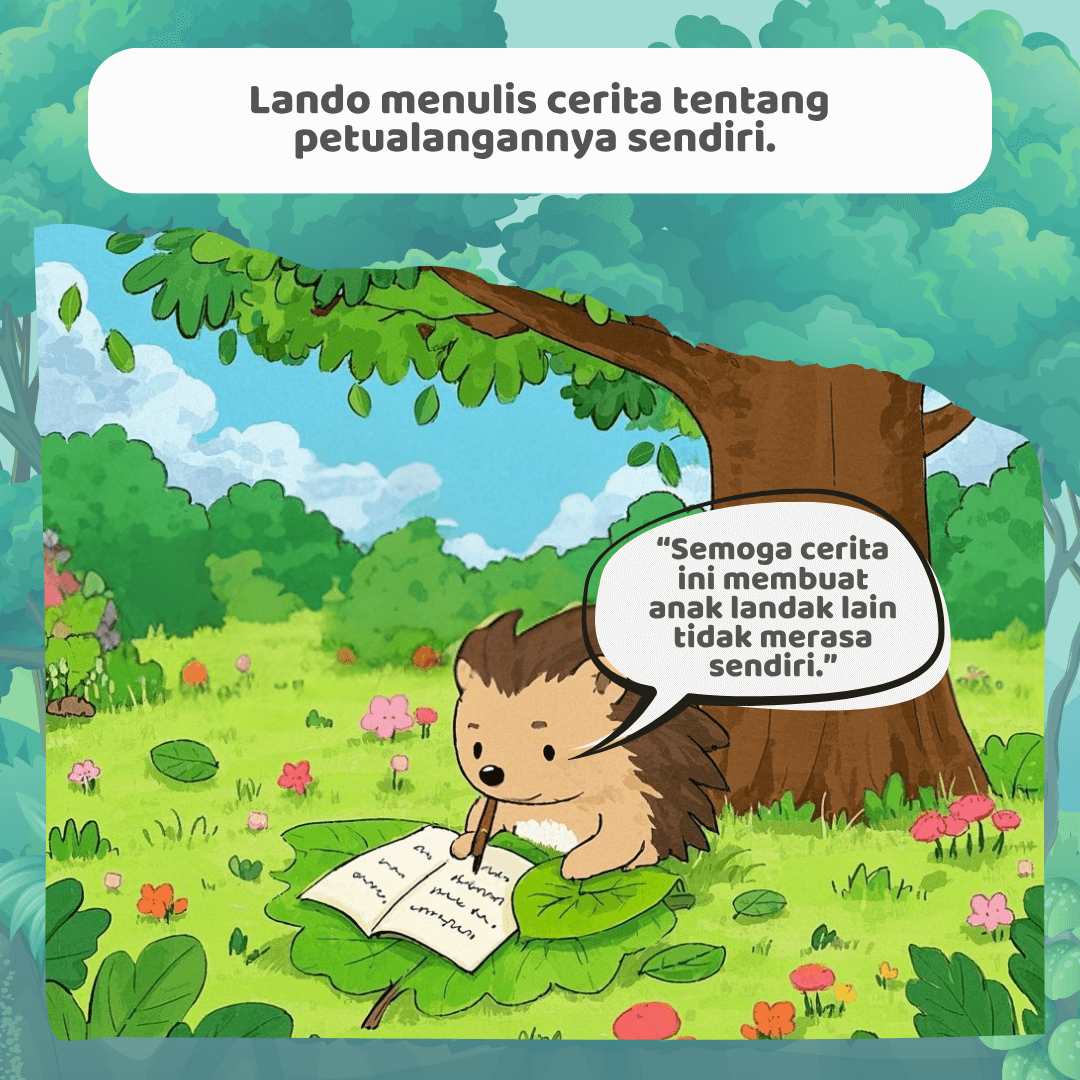 Lando menulis cerita tentang
petualangannya sendiri.
“Semoga cerita
ini membuat
anak landak lain
tidak merasa
sendiri.”